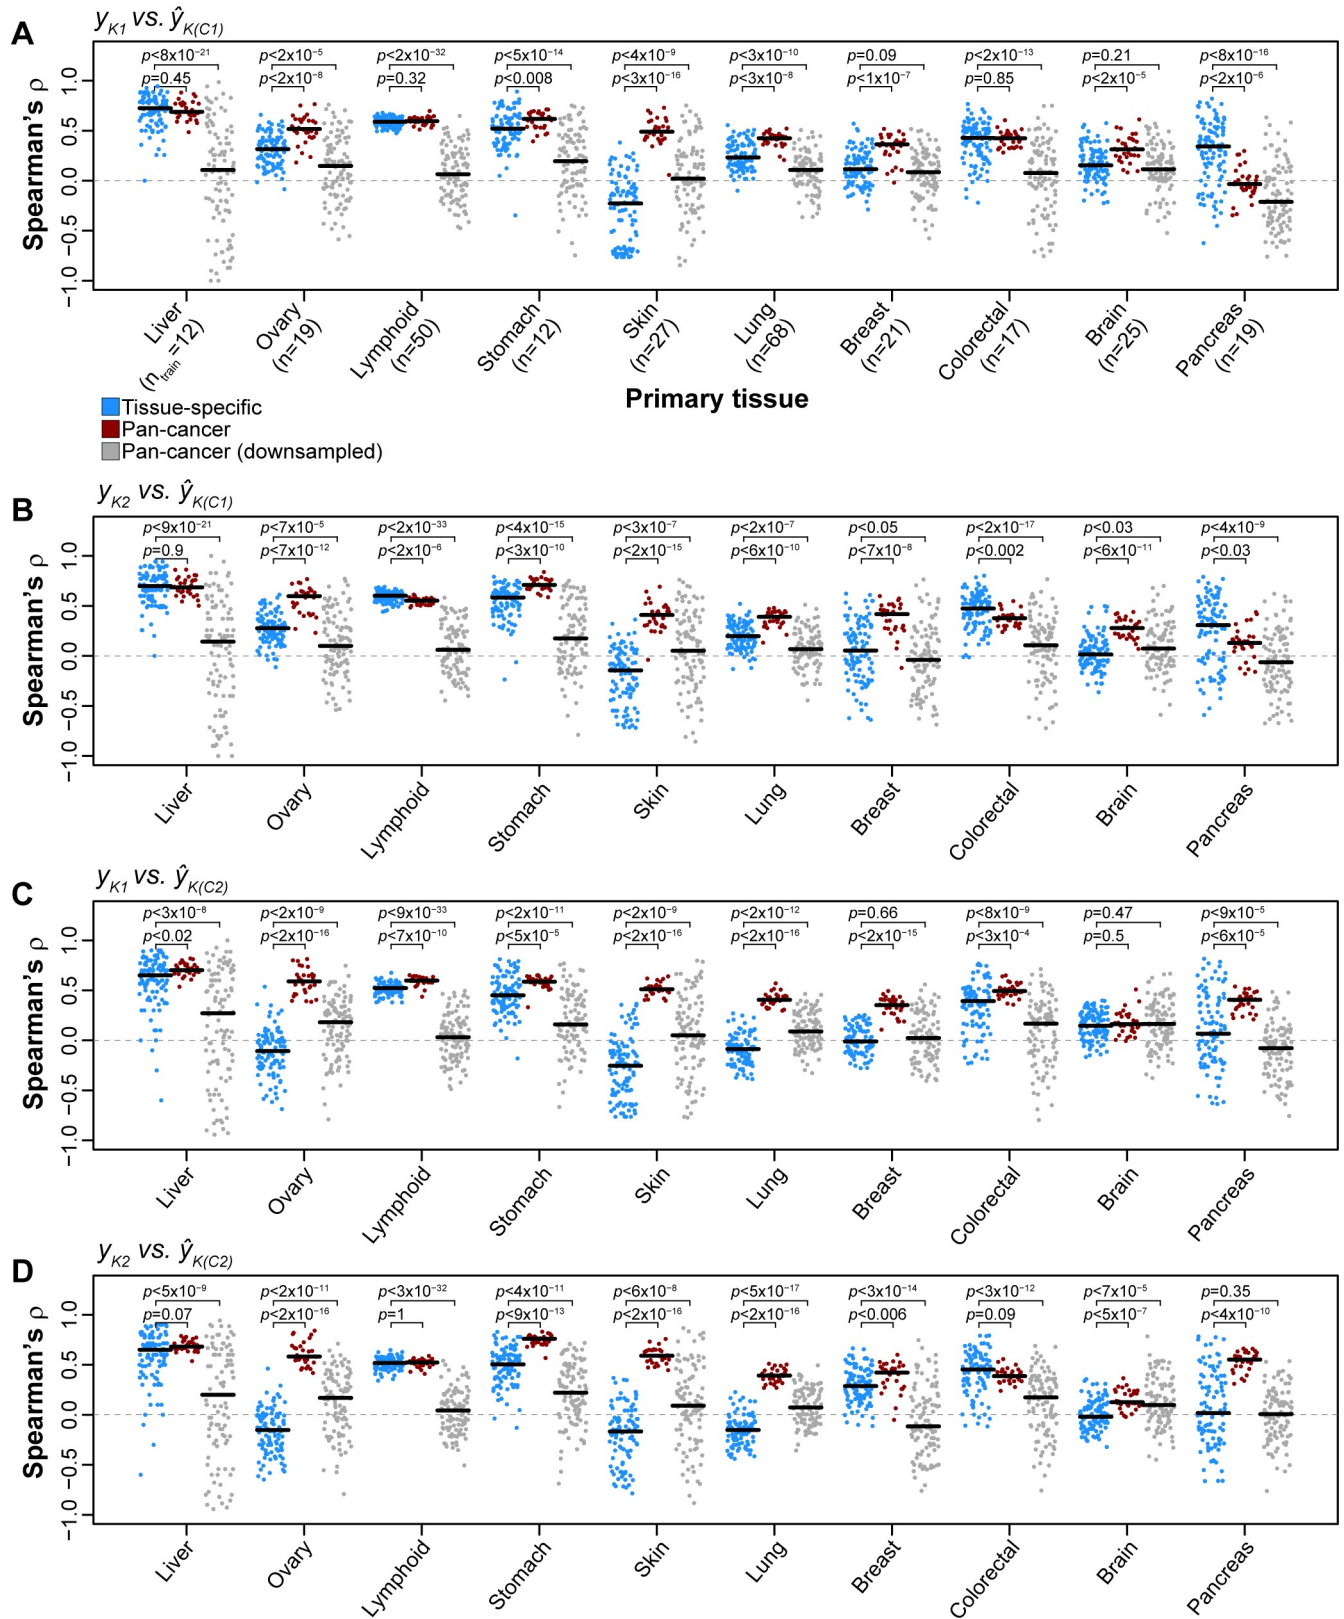 A
y_K1 vs. ŷ_K(C1)
p<8x10⁻²¹ p<2x10⁻⁵ p<2x10⁻³² p<5x10⁻¹⁴ p<4x10⁻⁹ p<3x10⁻¹⁰ p=0.09 p<2x10⁻¹³ p=0.21 p<8x10⁻¹⁶
p=0.45 p<2x10⁻⁸ p=0.32 p<0.008 p<3x10⁻¹⁶ p<3x10⁻⁸ p<1x10⁻⁷ p=0.85 p<2x10⁻⁵ p<2x10⁻⁶
Spearman's ρ
1.0
0.5
0.0
−0.5
−1.0
Liver Ovary Lymphoid Stomach Skin Lung Breast Colorectal Brain Pancreas
(n_train =12) (n=19) (n=50) (n=12) (n=27) (n=68) (n=21) (n=17) (n=25) (n=19)
Primary tissue
Tissue-specific
Pan-cancer
Pan-cancer (downsampled)
B
y_K2 vs. ŷ_K(C1)
p<9x10⁻²¹ p<7x10⁻⁵ p<2x10⁻³³ p<4x10⁻¹⁵ p<3x10⁻⁷ p<2x10⁻⁷ p<0.05 p<2x10⁻¹⁷ p<0.03 p<4x10⁻⁹
p=0.9 p<7x10⁻¹² p<2x10⁻⁶ p<3x10⁻¹⁰ p<2x10⁻¹⁵ p<6x10⁻¹⁰ p<7x10⁻⁸ p<0.002 p<6x10⁻¹¹ p<0.03
Spearman's ρ
1.0
0.5
0.0
−0.5
−1.0
Liver Ovary Lymphoid Stomach Skin Lung Breast Colorectal Brain Pancreas
C
y_K1 vs. ŷ_K(C2)
p<3x10⁻⁸ p<2x10⁻⁹ p<9x10⁻³³ p<2x10⁻¹¹ p<2x10⁻⁹ p<2x10⁻¹² p=0.66 p<8x10⁻⁹ p=0.47 p<9x10⁻⁵
p<0.02 p<2x10⁻¹⁶ p<7x10⁻¹⁰ p<5x10⁻⁵ p<2x10⁻¹⁶ p<2x10⁻¹⁶ p<2x10⁻¹⁵ p<3x10⁻⁴ p=0.5 p<6x10⁻⁵
Spearman's ρ
1.0
0.5
0.0
−0.5
−1.0
Liver Ovary Lymphoid Stomach Skin Lung Breast Colorectal Brain Pancreas
D
y_K2 vs. ŷ_K(C2)
p<5x10⁻⁹ p<2x10⁻¹¹ p<3x10⁻³² p<4x10⁻¹¹ p<6x10⁻⁸ p<5x10⁻¹⁷ p<3x10⁻¹⁴ p<3x10⁻¹² p<7x10⁻⁵ p=0.35
p=0.07 p<2x10⁻¹⁶ p=1 p<9x10⁻¹³ p<2x10⁻¹⁶ p<2x10⁻¹⁶ p<0.006 p=0.09 p<5x10⁻⁷ p<4x10⁻¹⁰
Spearman's ρ
1.0
0.5
0.0
−0.5
−1.0
Liver Ovary Lymphoid Stomach Skin Lung Breast Colorectal Brain Pancreas